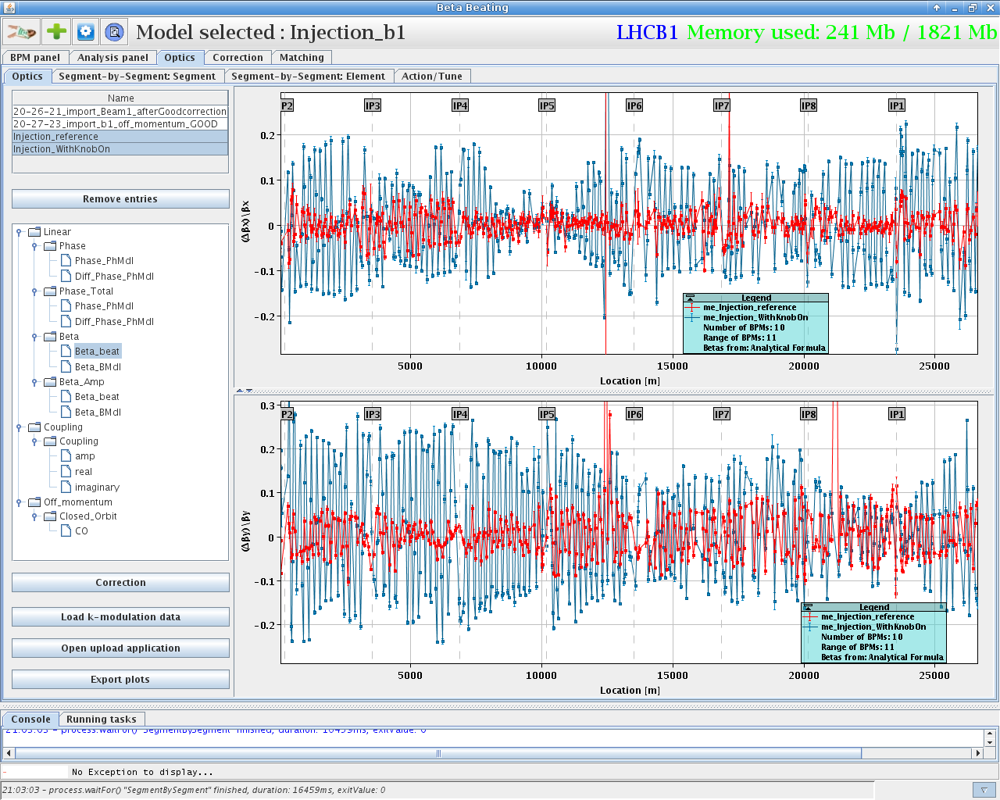 Beta Beating
Model selected : Injection_b1
LHCB1 Memory used: 241 Mb / 1821 Mb
BPM panel Analysis panel Optics Correction Matching
Optics Segment-by-Segment: Segment Segment-by-Segment: Element Action/Tune
Name
20-26-21_import_Beam1_afterGoodcorrection
20-27-23_import_b1_off_momentum_GOOD
Injection_reference
Injection_WithKnobOn
Remove entries
Linear
Phase
Phase_PhMdl
Diff_Phase_PhMdl
Phase_Total
Phase_PhMdl
Diff_Phase_PhMdl
Beta
Beta_beat
Beta_BMdl
Beta_Amp
Beta_beat
Beta_BMdl
Coupling
Coupling
amp
real
imaginary
Off_momentum
Closed_Orbit
CO
Correction
Load k-modulation data
Open upload application
Export plots
P2 IP3 IP4 IP5 IP6 IP7 IP8 IP1
0.2
0.1
0
-0.1
-0.2
(Δβx)\βx
Legend
me_Injection_reference
me_Injection_WithKnobOn
Number of BPMs: 10
Range of BPMs: 11
Betas from: Analytical Formula
5000 10000 15000 20000 25000
Location [m]
P2 IP3 IP4 IP5 IP6 IP7 IP8 IP1
0.3
0.2
0.1
0
-0.1
-0.2
(Δβy)\βy
Legend
me_Injection_reference
me_Injection_WithKnobOn
Number of BPMs: 10
Range of BPMs: 11
Betas from: Analytical Formula
5000 10000 15000 20000 25000
Location [m]
Console Running tasks
21:03:03 - process.waitFor() "SegmentBySegment" finished, duration: 16459ms, exitValue: 0
- No Exception to display...
21:03:03 - process.waitFor() "SegmentBySegment" finished, duration: 16459ms, exitValue: 0